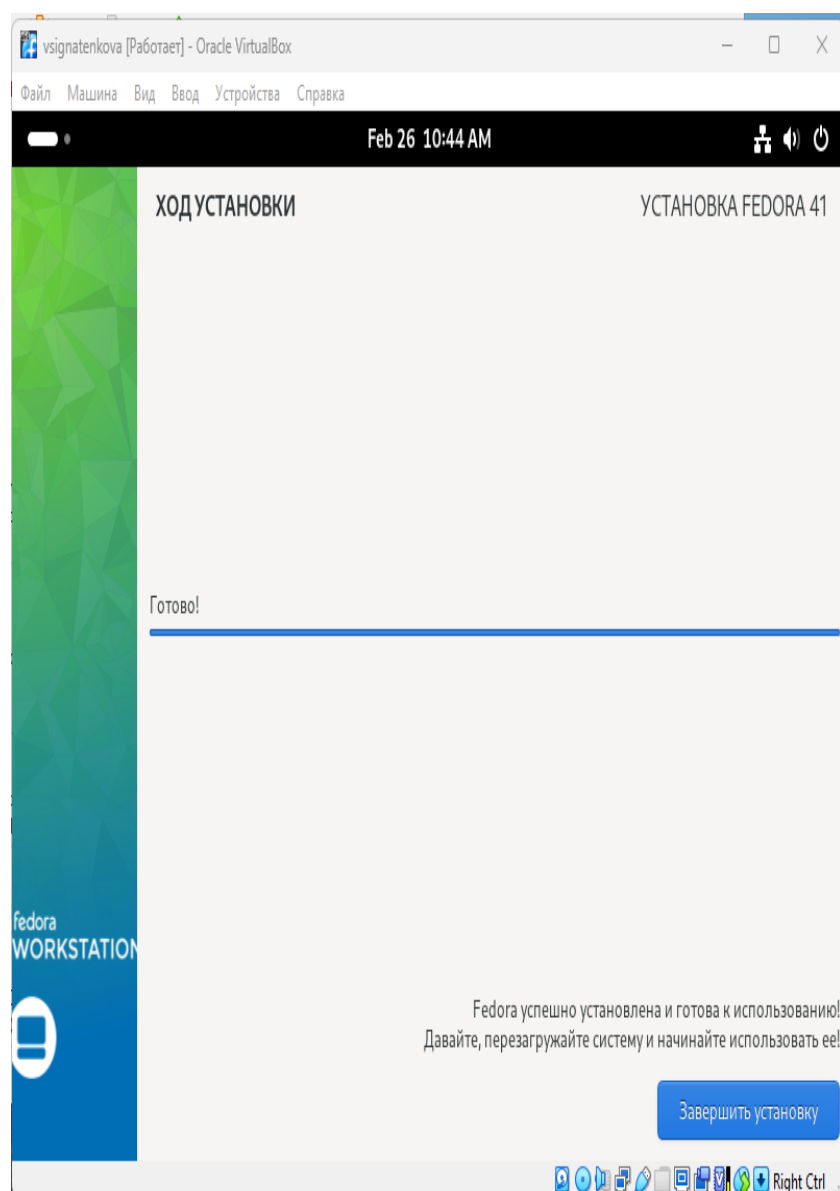 vsignatenkova [Работает] - Oracle VirtualBox
Файл Машина Вид Ввод Устройства Справка
Feb 26 10:44 AM
ХОД УСТАНОВКИ
УСТАНОВКА FEDORA 41
Готово!
fedora
WORKSTATION
Fedora успешно установлена и готова к использованию!
Давайте, перезагружайте систему и начинайте использовать ее!
Завершить установку
Right Ctrl